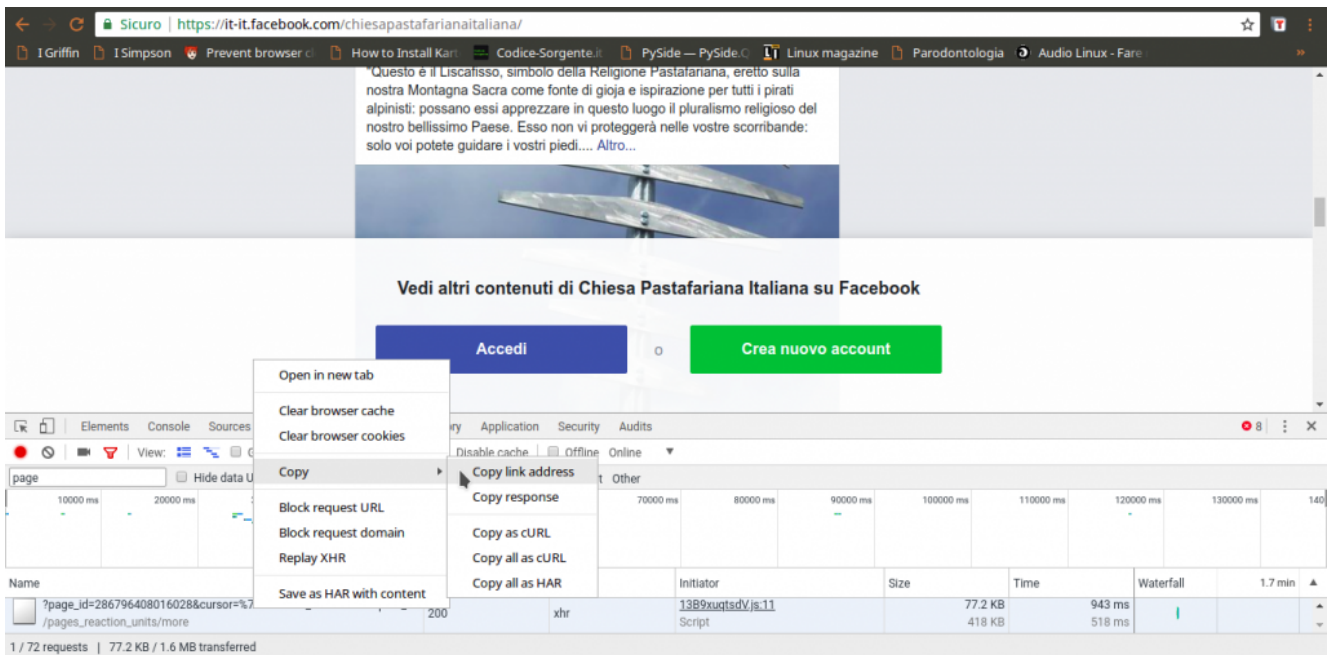 Sicuro | https://it-it.facebook.com/chiesapastafarianaitaliana/
I Griffin I Simpson Prevent browser How to Install Kart Codice-Sorgente.it PySide — PySide.Q Linux magazine Parodontologia Audio Linux - Fare »
"Questo è il Liscafisso, simbolo della Religione Pastafariana, eretto sulla
nostra Montagna Sacra come fonte di gioja e ispirazione per tutti i pirati
alpinisti: possano essi apprezzare in questo luogo il pluralismo religioso del
nostro bellissimo Paese. Esso non vi proteggerà nelle vostre scorribande:
solo voi potete guidare i vostri piedi.... Altro...
Vedi altri contenuti di Chiesa Pastafariana Italiana su Facebook
Accedi o Crea nuovo account
Open in new tab
Clear browser cache
Clear browser cookies
Copy
Block request URL
Block request domain
Replay XHR
Save as HAR with content
Copy link address
Copy response
Copy as cURL
Copy all as cURL
Copy all as HAR
Elements Console Sources ry Application Security Audits 8
View: Disable cache Offline Online
page Hide data U t Other
10000 ms 20000 ms 70000 ms 80000 ms 90000 ms 100000 ms 110000 ms 120000 ms 130000 ms 140
Name Initiator Size Time Waterfall 1.7 min
?page_id=286796408016028&cursor=%7 200 xhr 13B9xuqtsdV.js:11 77.2 KB 943 ms
/pages_reaction_units/more Script 418 KB 518 ms
1 / 72 requests | 77.2 KB / 1.6 MB transferred